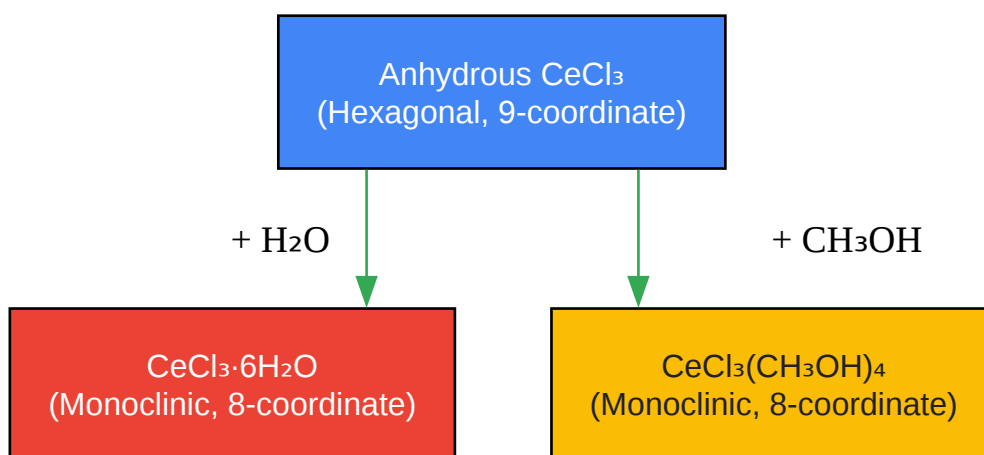 Anhydrous CeCl₃
(Hexagonal, 9-coordinate)
+ H₂O
+ CH₃OH
CeCl₃·6H₂O
(Monoclinic, 8-coordinate)
CeCl₃(CH₃OH)₄
(Monoclinic, 8-coordinate)